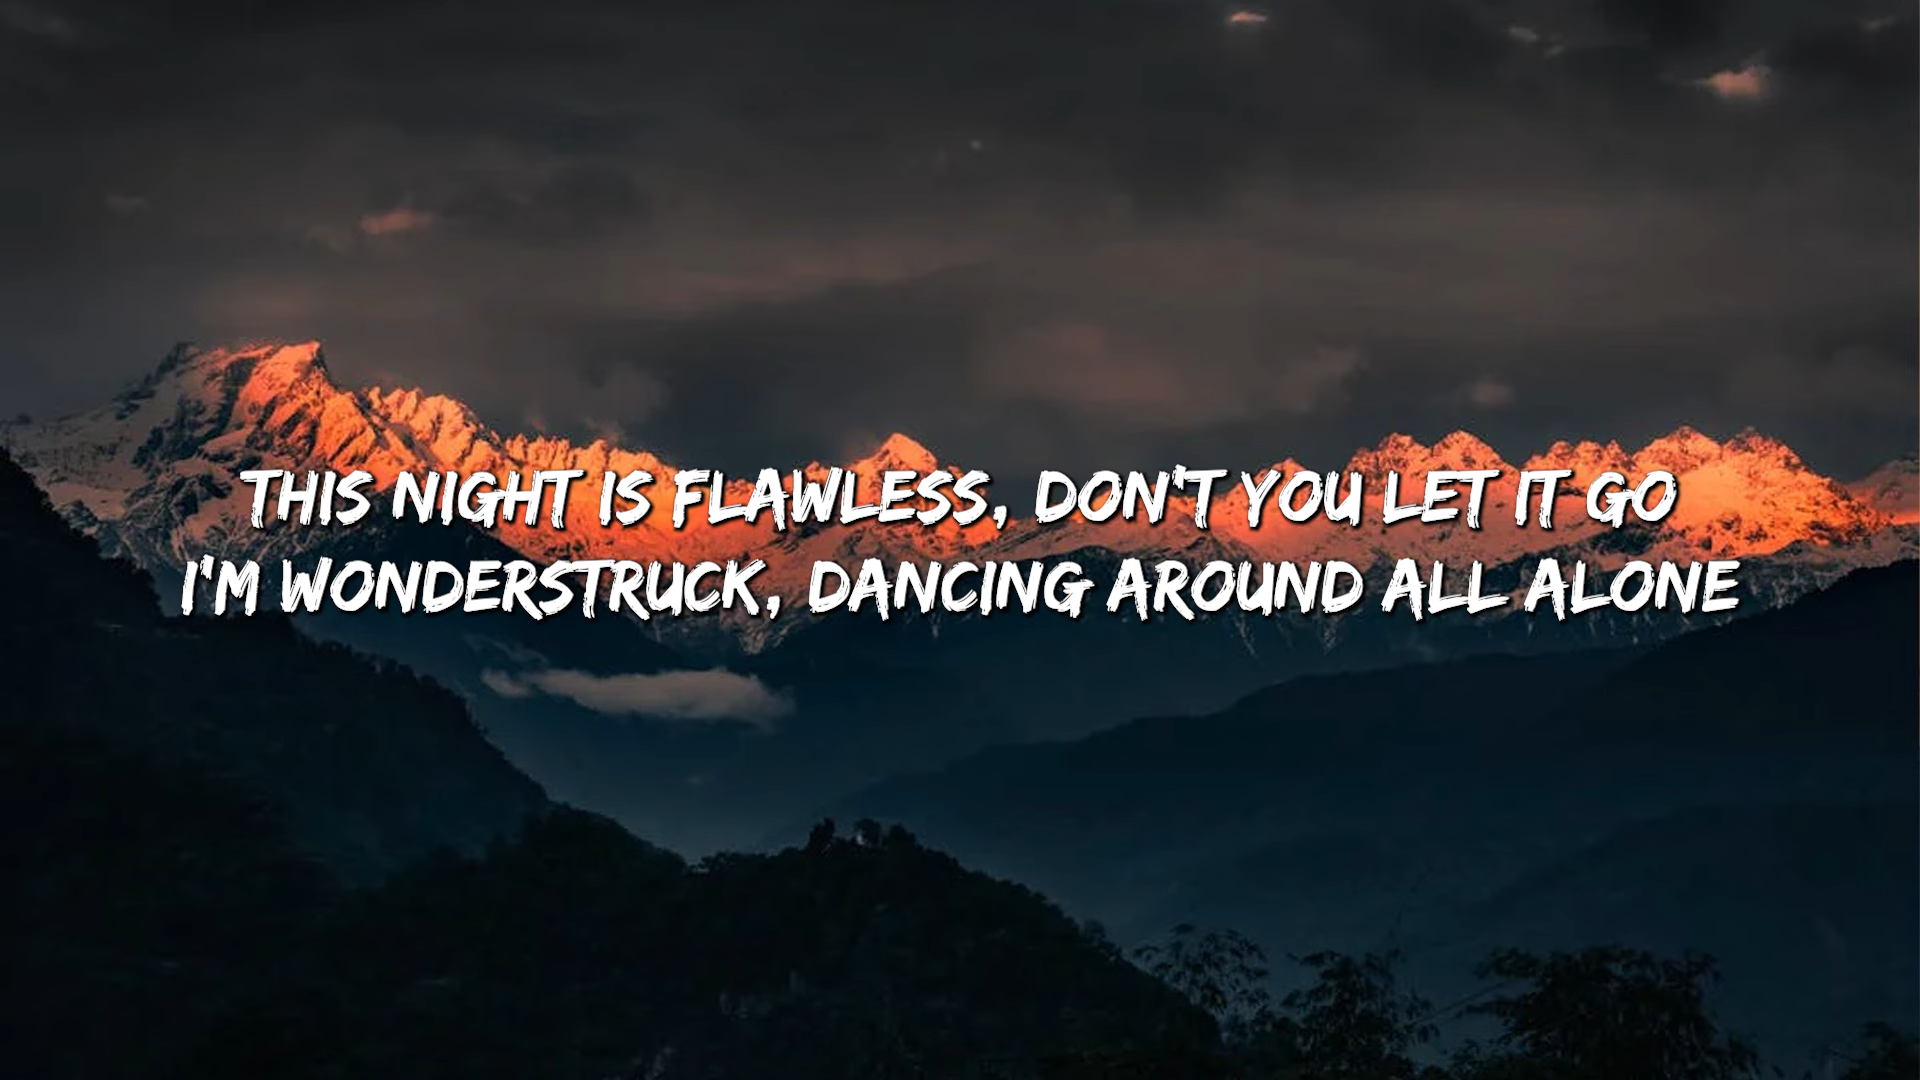 THIS NIGHT IS FLAWLESS, DON'T YOU LET IT GO
I'M WONDERSTRUCK, DANCING AROUND ALL ALONE